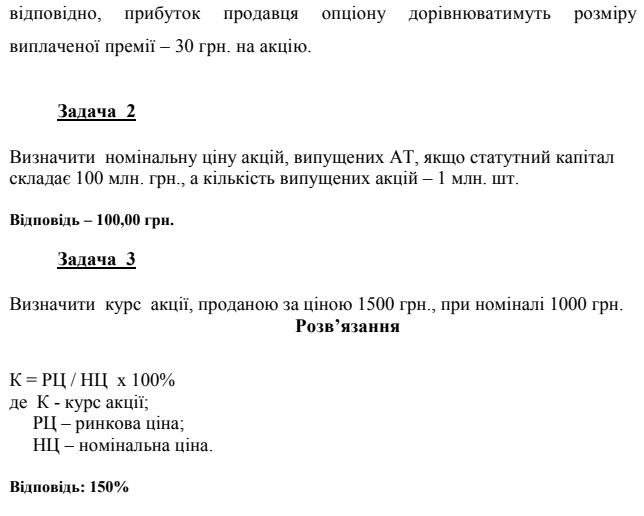 відповідно, прибуток продавця опціону дорівнюватимуть розміру
виплаченої премії – 30 грн. на акцію.
Задача 2
Визначити номінальну ціну акцій, випущених АТ, якщо статутний капітал
складає 100 млн. грн., а кількість випущених акцій – 1 млн. шт.
Відповідь – 100,00 грн.
Задача 3
Визначити курс акції, проданою за ціною 1500 грн., при номіналі 1000 грн.
Розв’язання
К = РЦ / НЦ х 100%
де К - курс акції;
РЦ – ринкова ціна;
НЦ – номінальна ціна.
Відповідь: 150%